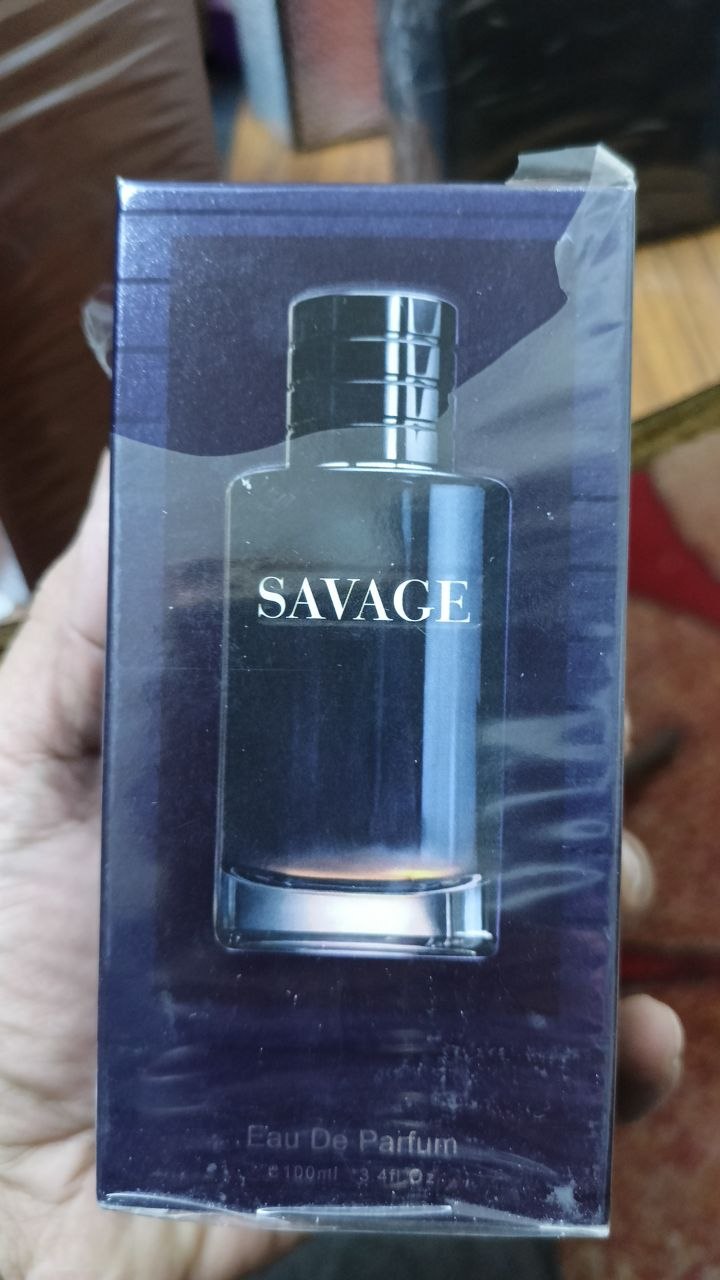 SAVAGE
Eau De Parfum
℮100ml 3.4fl.Oz